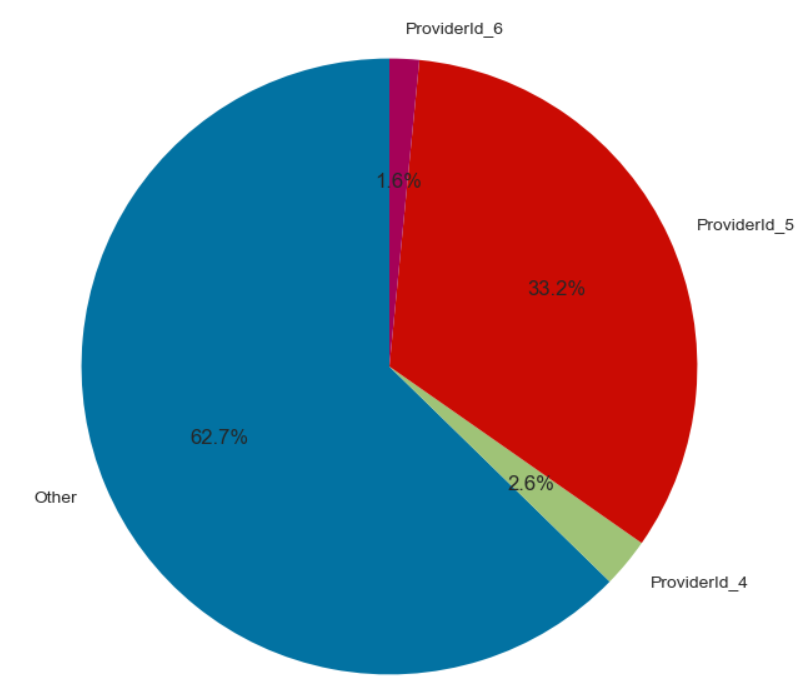 ProviderId_6
1.6%
ProviderId_5
33.2%
62.7%
2.6%
Other
ProviderId_4